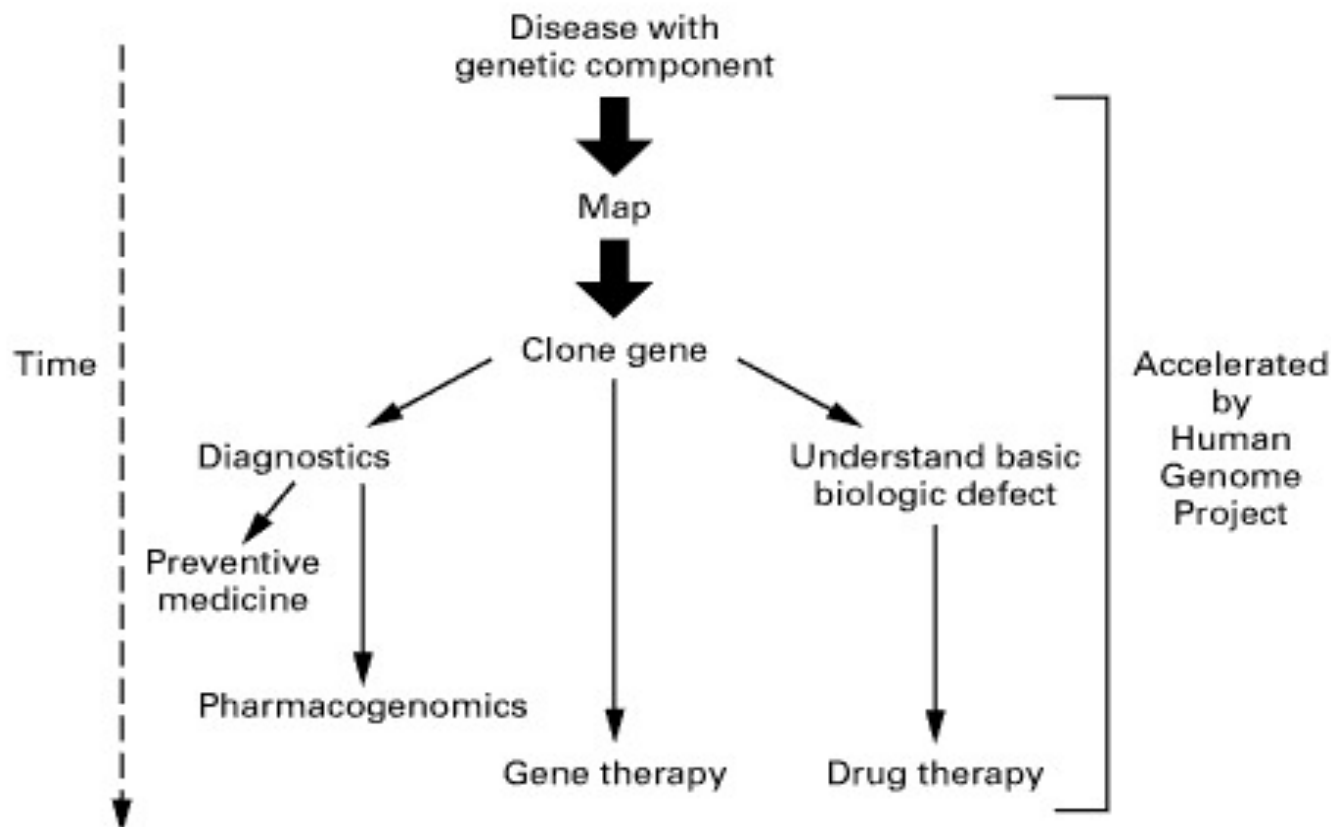 Disease with
genetic component
Map
Clone gene
Time
Accelerated
by
Human
Genome
Project
Diagnostics
Understand basic
biologic defect
Preventive
medicine
Pharmacogenomics
Gene therapy
Drug therapy